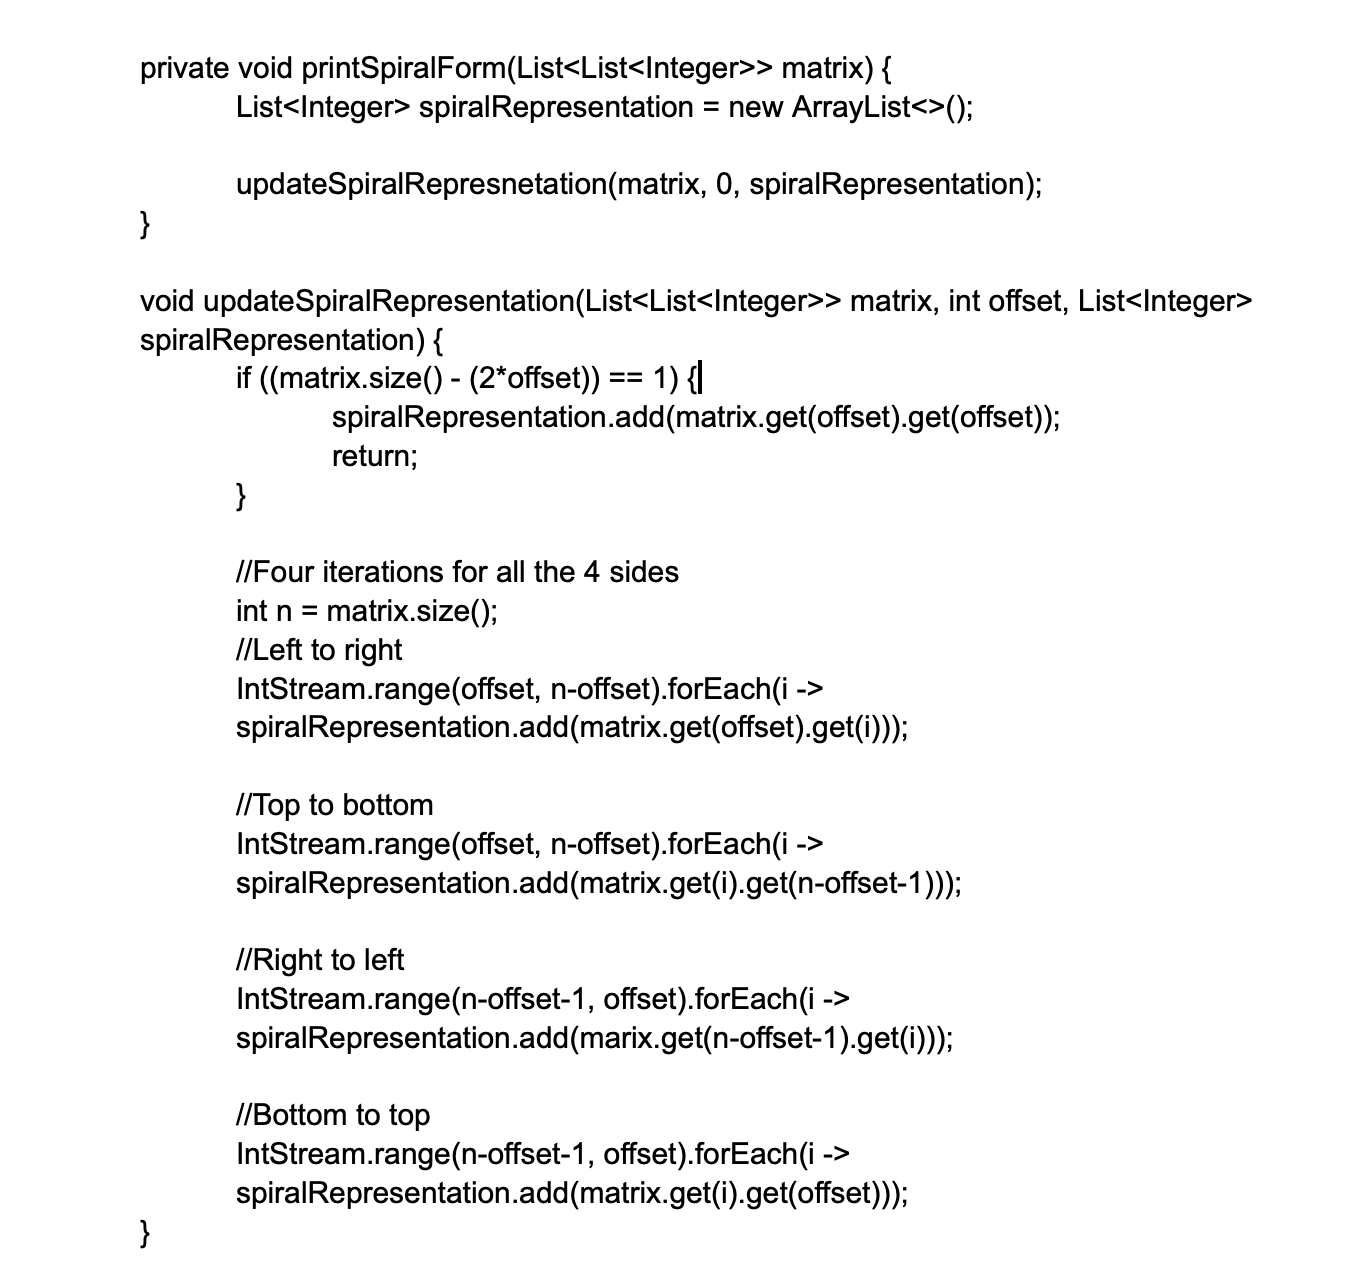 private void printSpiralForm(List<List<Integer>> matrix) {
List<Integer> spiralRepresentation = new ArrayList<>();
updateSpiralRepresnetation(matrix, 0, spiralRepresentation);
}
void updateSpiralRepresentation(List<List<Integer>> matrix, int offset, List<Integer>
spiralRepresentation) {
if ((matrix.size() - (2*offset)) == 1) {
spiralRepresentation.add(matrix.get(offset).get(offset));
return;
}
//Four iterations for all the 4 sides
int n = matrix.size();
//Left to right
IntStream.range(offset, n-offset).forEach(i ->
spiralRepresentation.add(matrix.get(offset).get(i)));
//Top to bottom
IntStream.range(offset, n-offset).forEach(i ->
spiralRepresentation.add(matrix.get(i).get(n-offset-1)));
//Right to left
IntStream.range(n-offset-1, offset).forEach(i ->
spiralRepresentation.add(marix.get(n-offset-1).get(i)));
//Bottom to top
IntStream.range(n-offset-1, offset).forEach(i ->
spiralRepresentation.add(matrix.get(i).get(offset)));
}